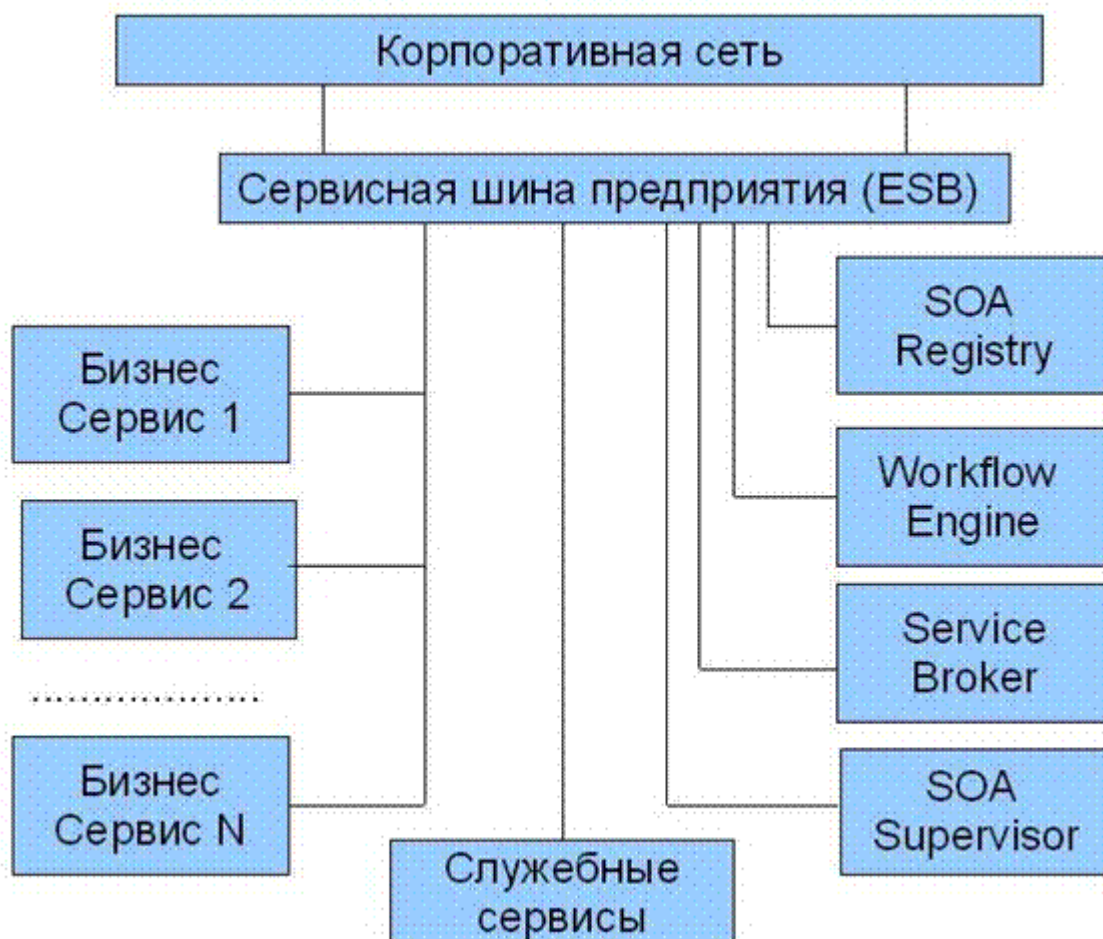 Корпоративная сеть
Сервисная шина предприятия (ESB)
Бизнес
Сервис 1
Бизнес
Сервис 2
....................
Бизнес
Сервис N
Служебные
сервисы
SOA
Registry
Workflow
Engine
Service
Broker
SOA
Supervisor